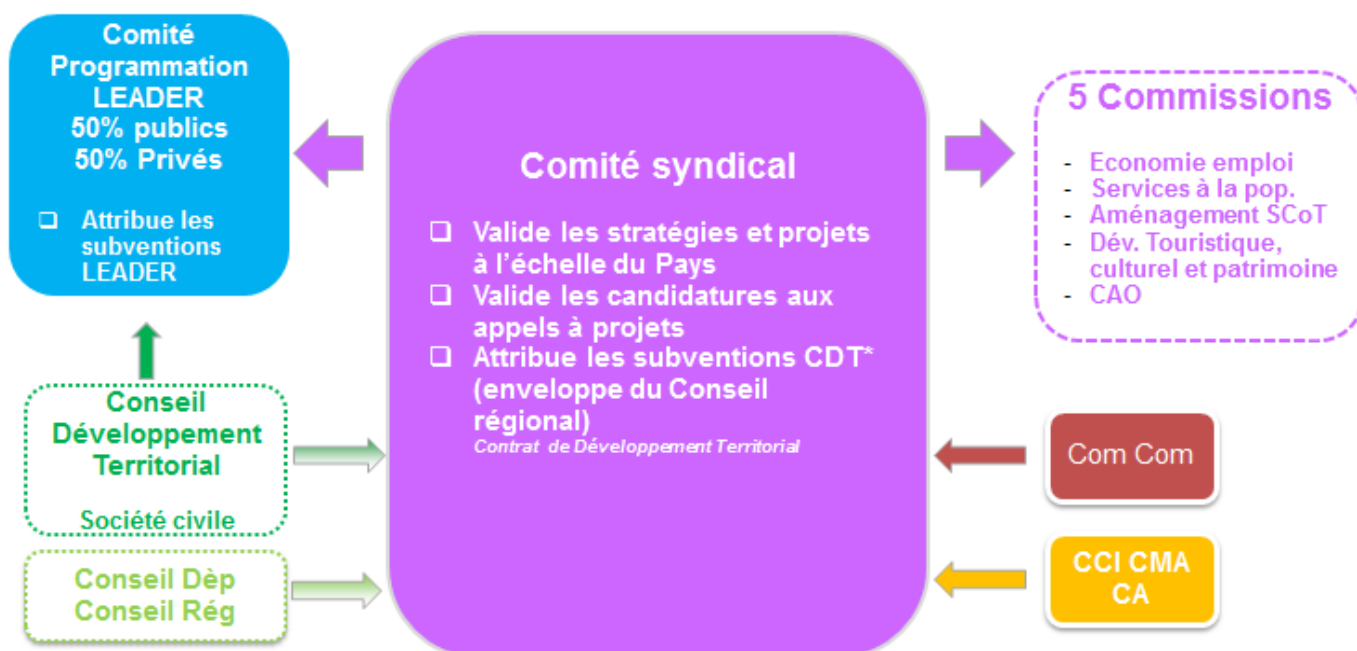 Comité
Programmation
LEADER
50% publics
50% Privés
❑ Attribue les
subventions
LEADER
Conseil
Développement
Territorial
Société civile
Conseil Dèp
Conseil Rég
Comité syndical
❑ Valide les stratégies et projets
à l’échelle du Pays
❑ Valide les candidatures aux
appels à projets
❑ Attribue les subventions CDT*
(enveloppe du Conseil
régional)
Contrat de Développement Territorial
5 Commissions
- Economie emploi
- Services à la pop.
- Aménagement SCoT
- Dév. Touristique,
culturel et patrimoine
- CAO
Com Com
CCI CMA
CA